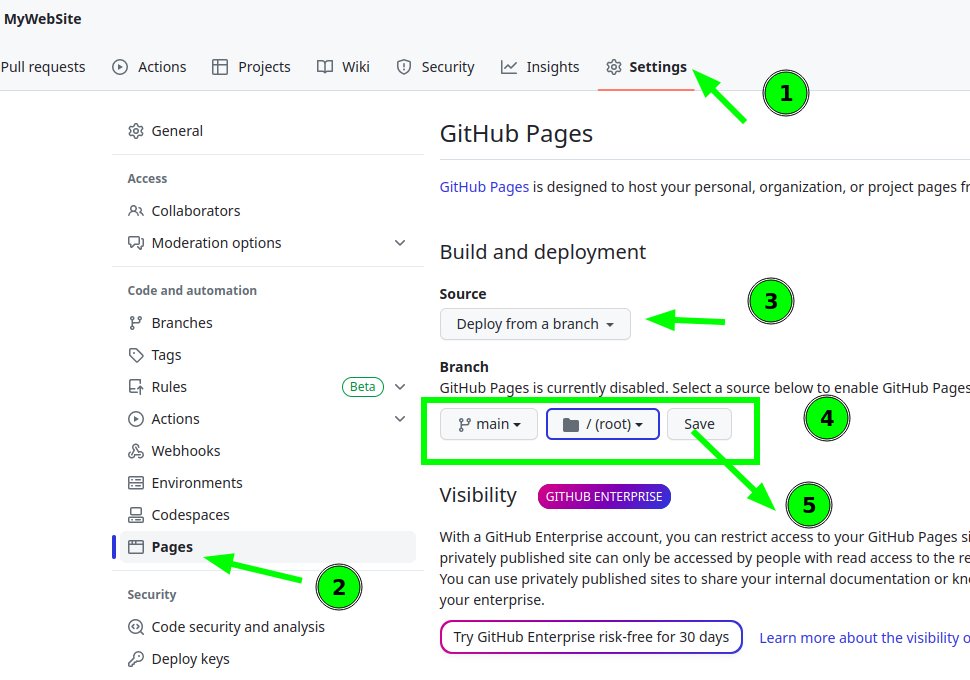 MyWebSite
Pull requests Actions Projects Wiki Security Insights Settings
1
General
Access
Collaborators
Moderation options
Code and automation
Branches
Tags
Rules Beta
Actions
Webhooks
Environments
Codespaces
Pages
2
Security
Code security and analysis
Deploy keys
GitHub Pages
GitHub Pages is designed to host your personal, organization, or project pages
Build and deployment
Source
Deploy from a branch
3
Branch
GitHub Pages is currently disabled. Select a source below to enable GitHub Pages
main / (root) Save
4
Visibility GITHUB ENTERPRISE
5
With a GitHub Enterprise account, you can restrict access to your GitHub Pages
privately published site can only be accessed by people with read access to the
You can use privately published sites to share your internal documentation or
your enterprise.
Try GitHub Enterprise risk-free for 30 days Learn more about the visibility